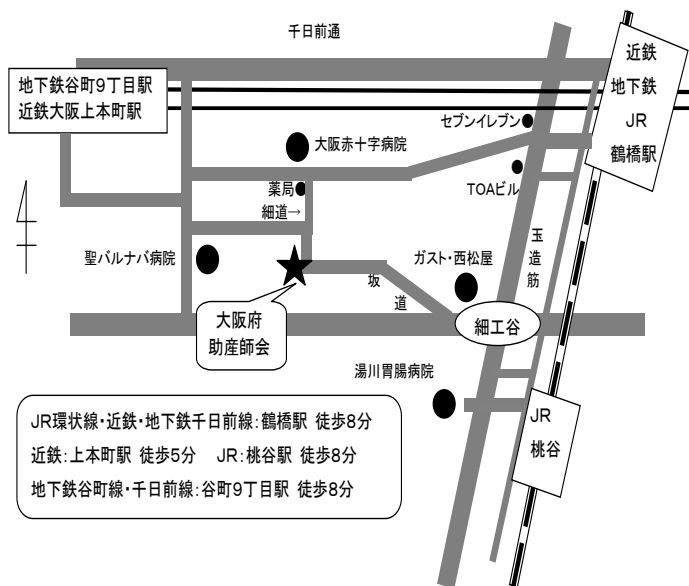 千日前通
近鉄
地下鉄
JR
鶴橋駅
地下鉄谷町9丁目駅
近鉄大阪上本町駅
セブンイレブン
大阪赤十字病院
薬局
細道→
TOAビル
玉造筋
聖バルナバ病院
ガスト・西松屋
坂道
大阪府
助産師会
細工谷
湯川胃腸病院
JR
桃谷
JR環状線・近鉄・地下鉄千日前線:鶴橋駅 徒歩8分
近鉄:上本町駅 徒歩5分 JR:桃谷駅 徒歩8分
地下鉄谷町線・千日前線:谷町9丁目駅 徒歩8分